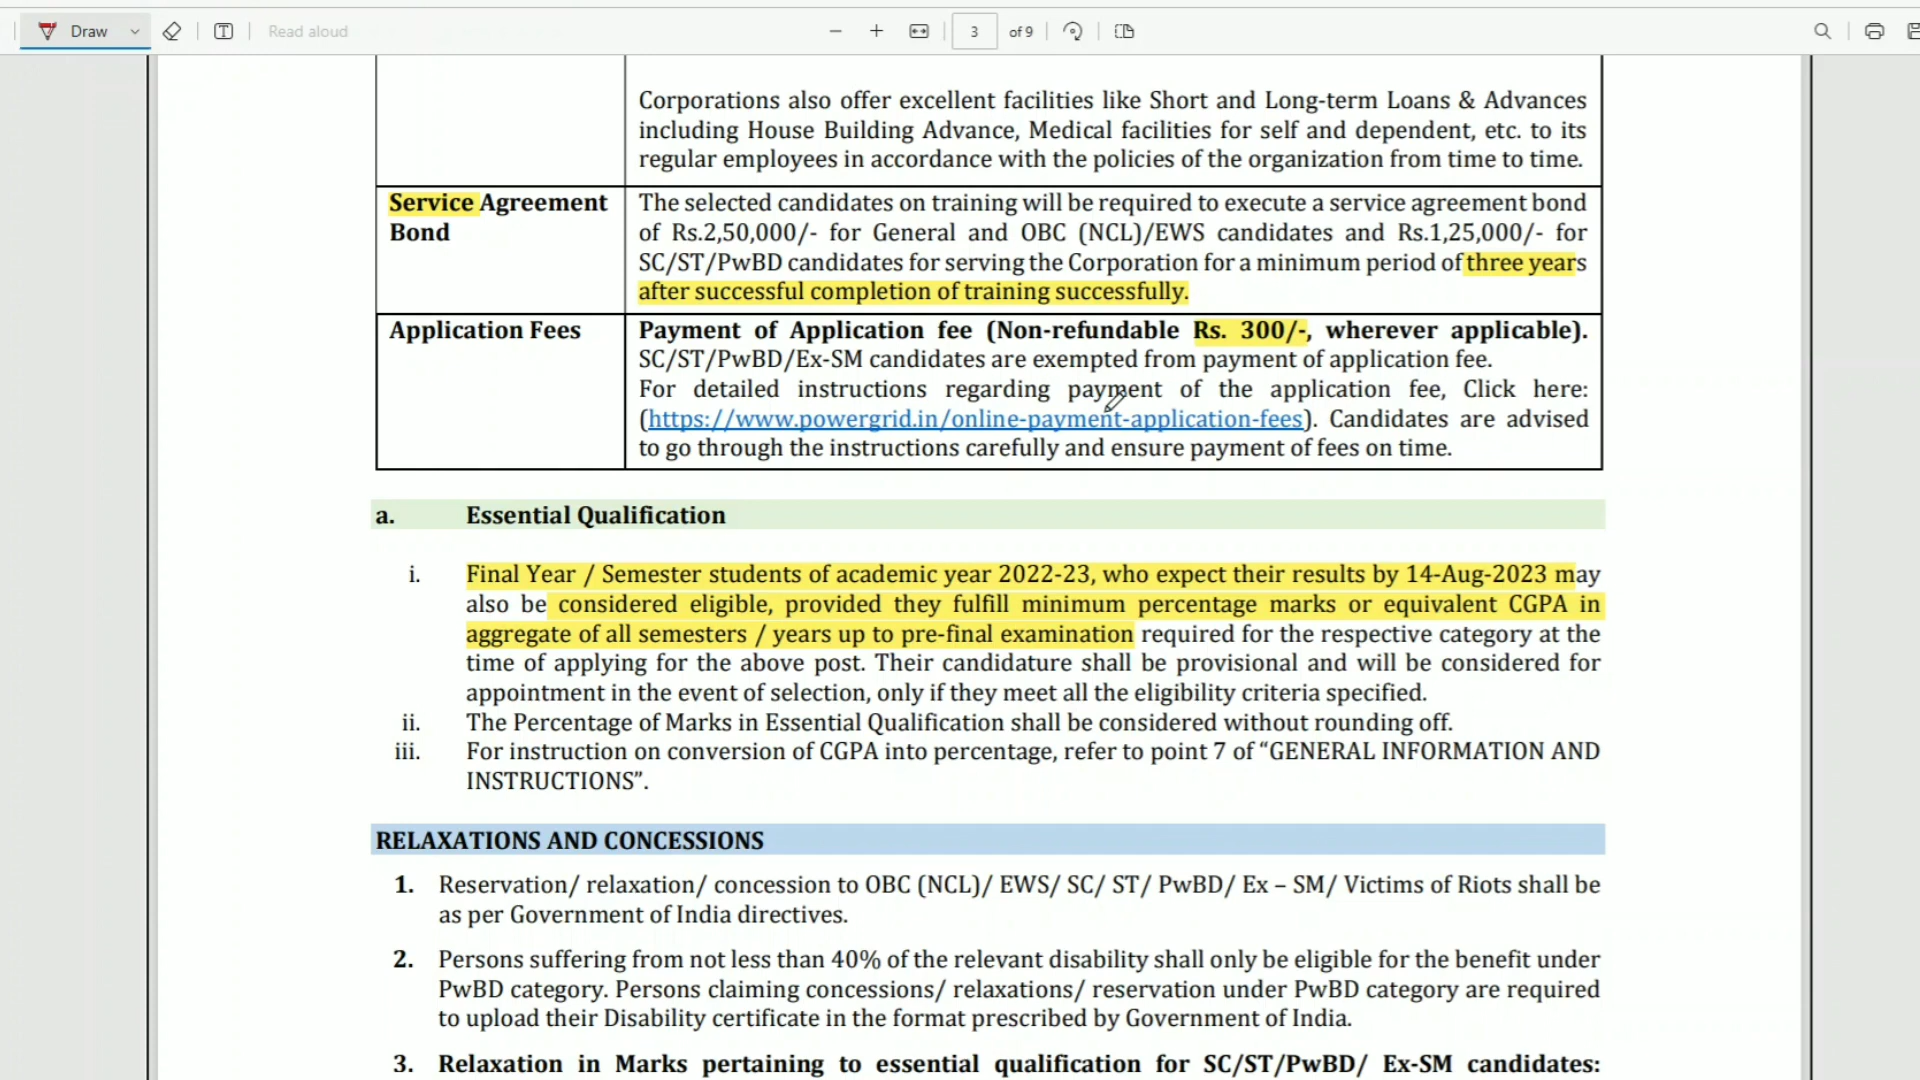 Draw
Read aloud
3
of 9
Corporations also offer excellent facilities like Short and Long-term Loans & Advances
including House Building Advance, Medical facilities for self and dependent, etc. to its
regular employees in accordance with the policies of the organization from time to time.
Service Agreement
Bond
The selected candidates on training will be required to execute a service agreement bond
of Rs.2,50,000/- for General and OBC (NCL)/EWS candidates and Rs.1,25,000/- for
SC/ST/PwBD candidates for serving the Corporation for a minimum period of three years
after successful completion of training successfully.
Application Fees
Payment of Application fee (Non-refundable Rs. 300/-, wherever applicable).
SC/ST/PwBD/Ex-SM candidates are exempted from payment of application fee.
For detailed instructions regarding payment of the application fee, Click here:
(https://www.powergrid.in/online-payment-application-fees). Candidates are advised
to go through the instructions carefully and ensure payment of fees on time.
a. Essential Qualification
i. Final Year / Semester students of academic year 2022-23, who expect their results by 14-Aug-2023 may
also be considered eligible, provided they fulfill minimum percentage marks or equivalent CGPA in
aggregate of all semesters / years up to pre-final examination required for the respective category at the
time of applying for the above post. Their candidature shall be provisional and will be considered for
appointment in the event of selection, only if they meet all the eligibility criteria specified.
ii. The Percentage of Marks in Essential Qualification shall be considered without rounding off.
iii. For instruction on conversion of CGPA into percentage, refer to point 7 of “GENERAL INFORMATION AND
INSTRUCTIONS”.
RELAXATIONS AND CONCESSIONS
1. Reservation/ relaxation/ concession to OBC (NCL)/ EWS/ SC/ ST/ PwBD/ Ex – SM/ Victims of Riots shall be
as per Government of India directives.
2. Persons suffering from not less than 40% of the relevant disability shall only be eligible for the benefit under
PwBD category. Persons claiming concessions/ relaxations/ reservation under PwBD category are required
to upload their Disability certificate in the format prescribed by Government of India.
3. Relaxation in Marks pertaining to essential qualification for SC/ST/PwBD/ Ex-SM candidates: